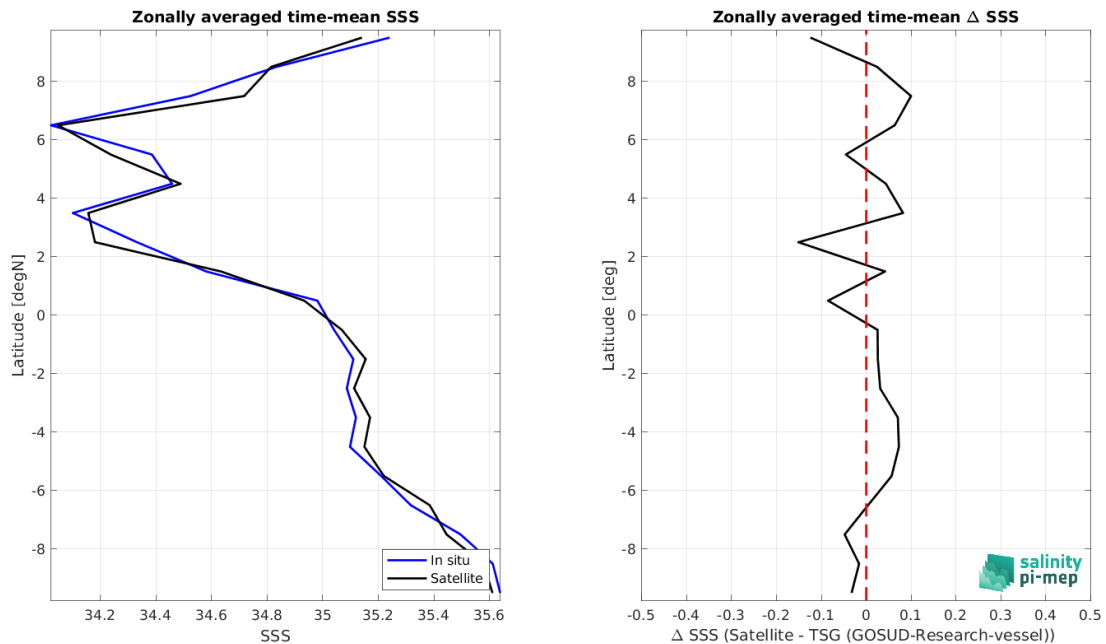 Zonally averaged time-mean SSS
Latitude [degN]
8
6
4
2
0
-2
-4
-6
-8
34.2 34.4 34.6 34.8 35 35.2 35.4 35.6
SSS
In situ
Satellite
Zonally averaged time-mean Δ SSS
Latitude [deg]
8
6
4
2
0
-2
-4
-6
-8
-0.5 -0.4 -0.3 -0.2 -0.1 0 0.1 0.2 0.3 0.4 0.5
Δ SSS (Satellite - TSG (GOSUD-Research-vessel))
salinity
pi-mep